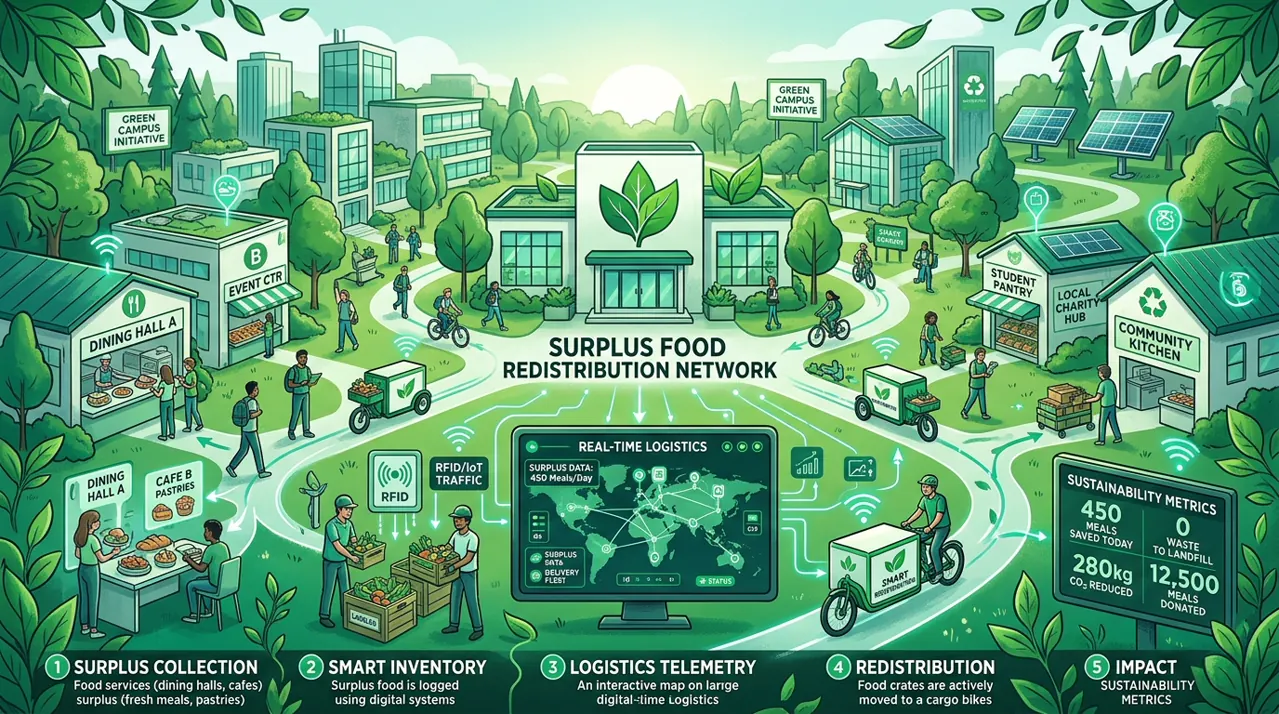 GREEN
CAMPUS
INITIATIVE
GREEN
CAMPUS
INITIATIVE
B
EVENT CTR
DINING HALL A
SMART
STUDENT
PANTRY
LOCAL
CHARITY
HUB
COMMUNITY
KITCHEN
SURPLUS FOOD
REDISTRIBUTION NETWORK
DINING
HALL A
CAFE B
PASTRIES
RFID
RFID/IoT
TRAFFIC
REAL-TIME LOGISTICS
SURPLUS DATA:
450 Meals/Day
DELIVERY
STATUS
SMART
SUSTAINABILITY METRICS
450
MEALS
SAVED TODAY
0
WASTE
TO LANDFILL
280kg
CO₂ REDUCED
12,500
MEALS
DONATED
1 SURPLUS COLLECTION
Food services (dining halls, cafes)
surplus (fresh meals, pastries)
2 SMART INVENTORY
Surplus food is logged
using digital systems
3 LOGISTICS TELEMETRY
An interactive map on large
digital-time Logistics
4 REDISTRIBUTION
Food crates are actively
moved to a cargo bikes
5 IMPACT
SUSTAINABILITY
METRICS